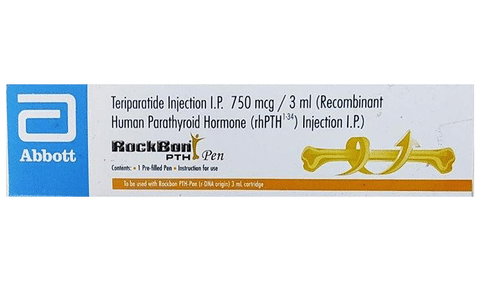 Teriparatide Injection I.P. 750 mcg / 3 ml (Recombinant
Human Parathyroid Hormone (rhPTH¹⁻³⁴) Injection I.P.)
Abbott
RockBon
PTH Pen
Contents: • 1 Pre-filled Pen • Instruction for use
To be used with Rockbon PTH-Pen (r DNA origin) 3 mL cartridge